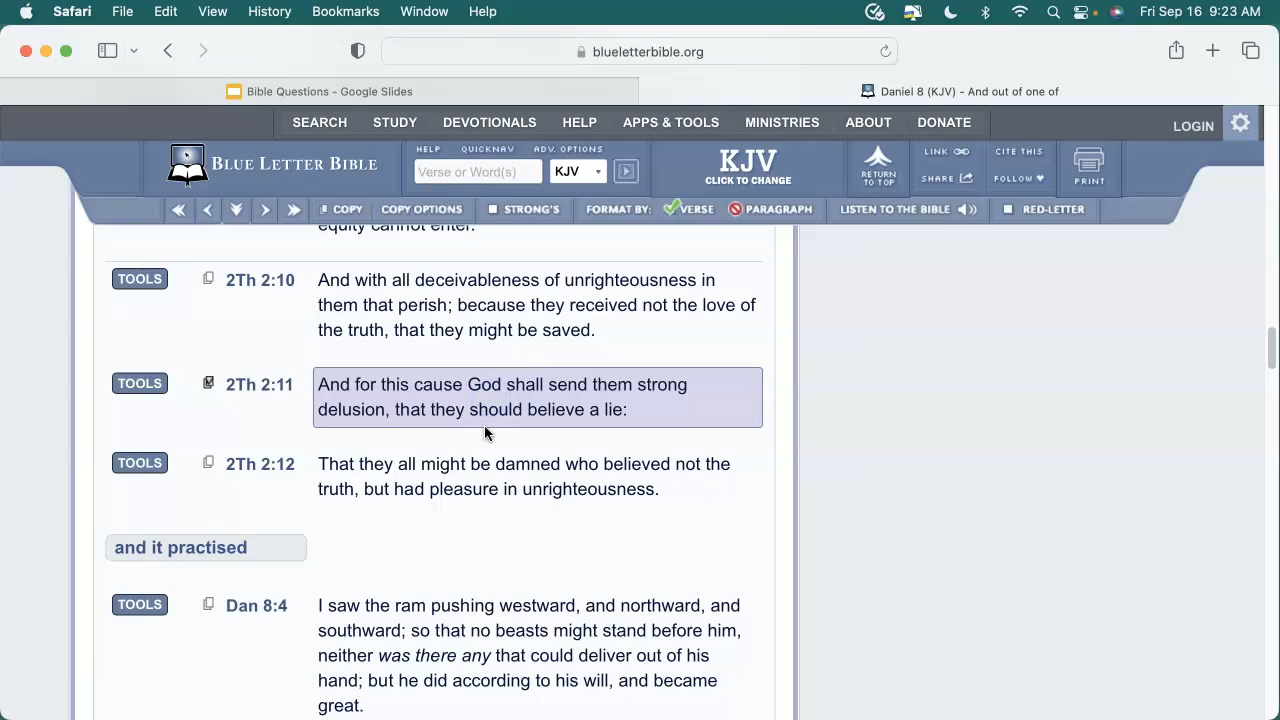 Safari File Edit View History Bookmarks Window Help Fri Sep 16 9:23 AM
blueletterbible.org
Bible Questions - Google Slides Daniel 8 (KJV) - And out of one of
SEARCH STUDY DEVOTIONALS HELP APPS & TOOLS MINISTRIES ABOUT DONATE LOGIN
BLUE LETTER BIBLE
HELP QUICKNAV ADV. OPTIONS
Verse or Word(s) KJV
KJV
CLICK TO CHANGE
RETURN
TO TOP
LINK CITE THIS
SHARE FOLLOW
PRINT
COPY COPY OPTIONS STRONG'S FORMAT BY: VERSE PARAGRAPH LISTEN TO THE BIBLE RED-LETTER
equity cannot enter.
TOOLS 2Th 2:10 And with all deceivableness of unrighteousness in
them that perish; because they received not the love of
the truth, that they might be saved.
TOOLS 2Th 2:11 And for this cause God shall send them strong
delusion, that they should believe a lie:
TOOLS 2Th 2:12 That they all might be damned who believed not the
truth, but had pleasure in unrighteousness.
and it practised
TOOLS Dan 8:4 I saw the ram pushing westward, and northward, and
southward; so that no beasts might stand before him,
neither was there any that could deliver out of his
hand; but he did according to his will, and became
great.